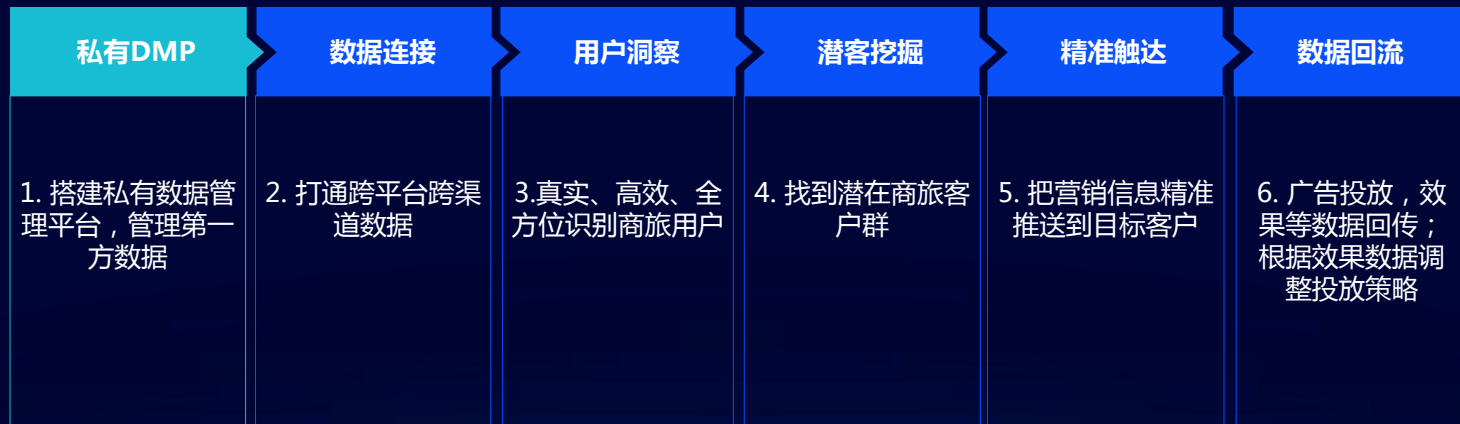 私有DMP
数据连接
用户洞察
潜客挖掘
精准触达
数据回流
1. 搭建私有数据管
理平台，管理第一
方数据
2. 打通跨平台跨渠
道数据
3.真实、高效、全
方位识别商旅用户
4. 找到潜在商旅客
户群
5. 把营销信息精准
推送到目标客户
6. 广告投放，效
果等数据回传；
根据效果数据调
整投放策略